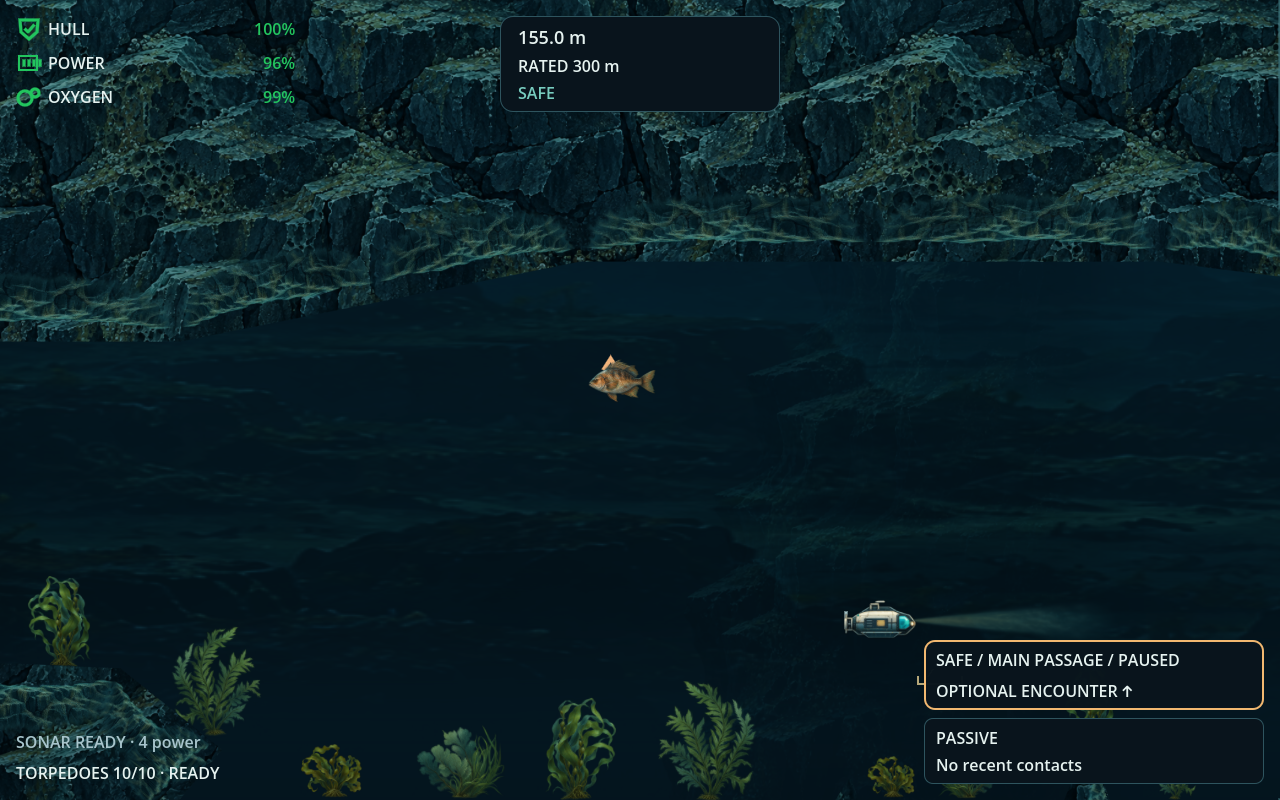 HULL 100%
POWER 96%
OXYGEN 99%
155.0 m
RATED 300 m
SAFE
SAFE / MAIN PASSAGE / PAUSED
OPTIONAL ENCOUNTER ↑
PASSIVE
No recent contacts
SONAR READY · 4 power
TORPEDOES 10/10 · READY